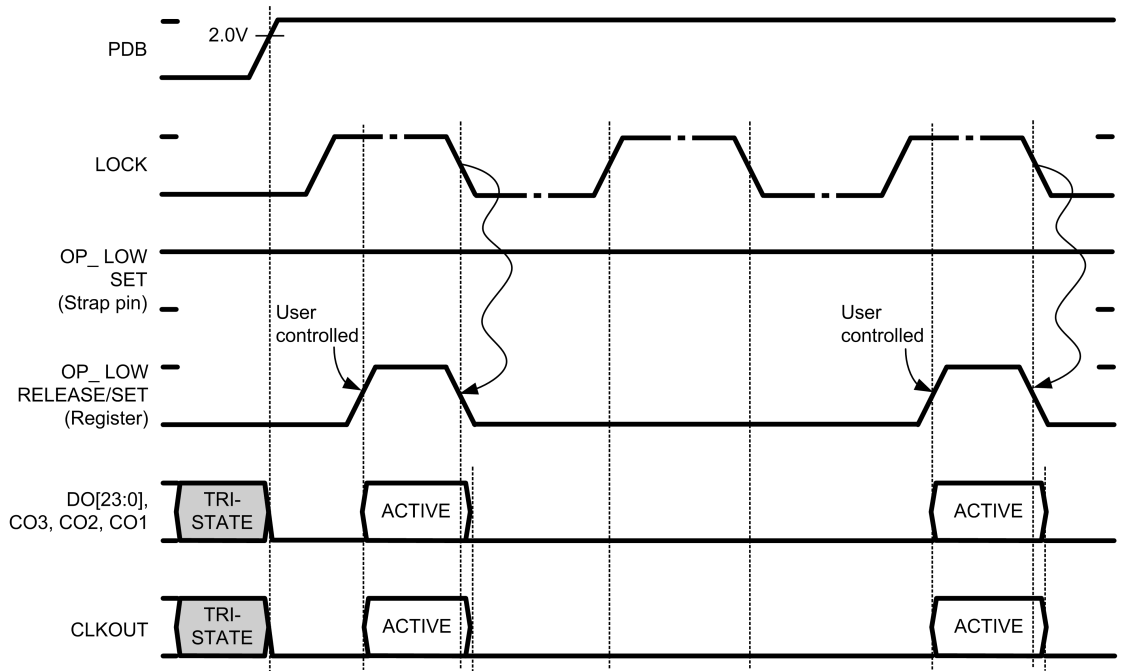 2.0V
PDB
LOCK
OP_ LOW
SET
(Strap pin)
User
controlled
User
controlled
OP_ LOW
RELEASE/SET
(Register)
DO[23:0],
CO3, CO2, CO1
TRI-
STATE
ACTIVE
ACTIVE
CLKOUT
TRI-
STATE
ACTIVE
ACTIVE